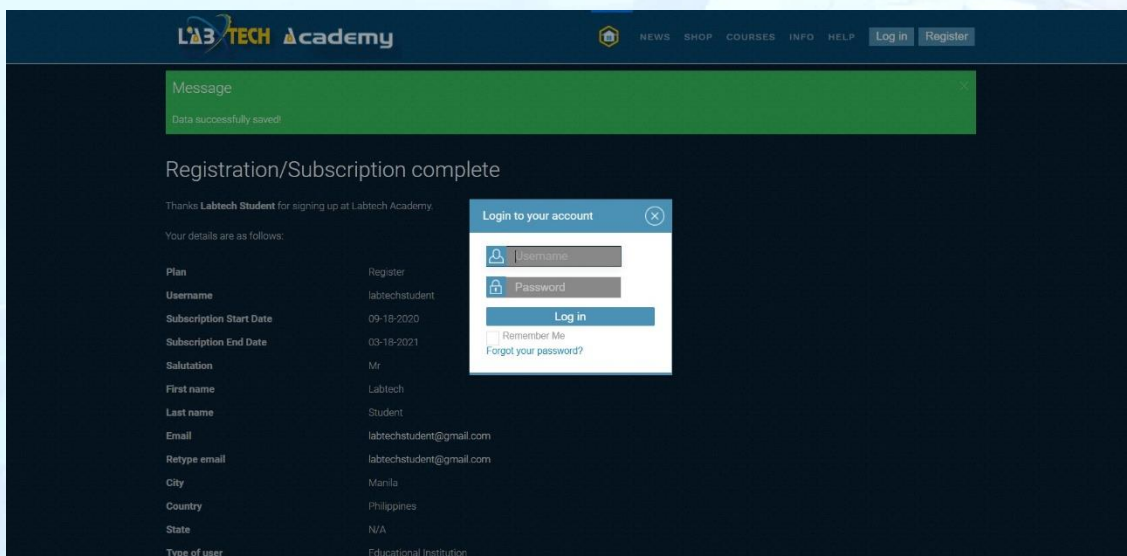 LABTECH Academy
NEWS SHOP COURSES INFO HELP Log in Register
Message
Data successfully saved!
Registration/Subscription complete
Thanks Labtech Student for signing up at Labtech Academy.
Your details are as follows:
Login to your account
Username
Password
Log in
Remember Me
Forgot your password?
Plan Register
Username labtechstudent
Subscription Start Date 09-18-2020
Subscription End Date 03-18-2021
Salutation Mr
First name Labtech
Last name Student
Email labtechstudent@gmail.com
Retype email labtechstudent@gmail.com
City Manila
Country Philippines
State N/A
Type of user Educational Institution